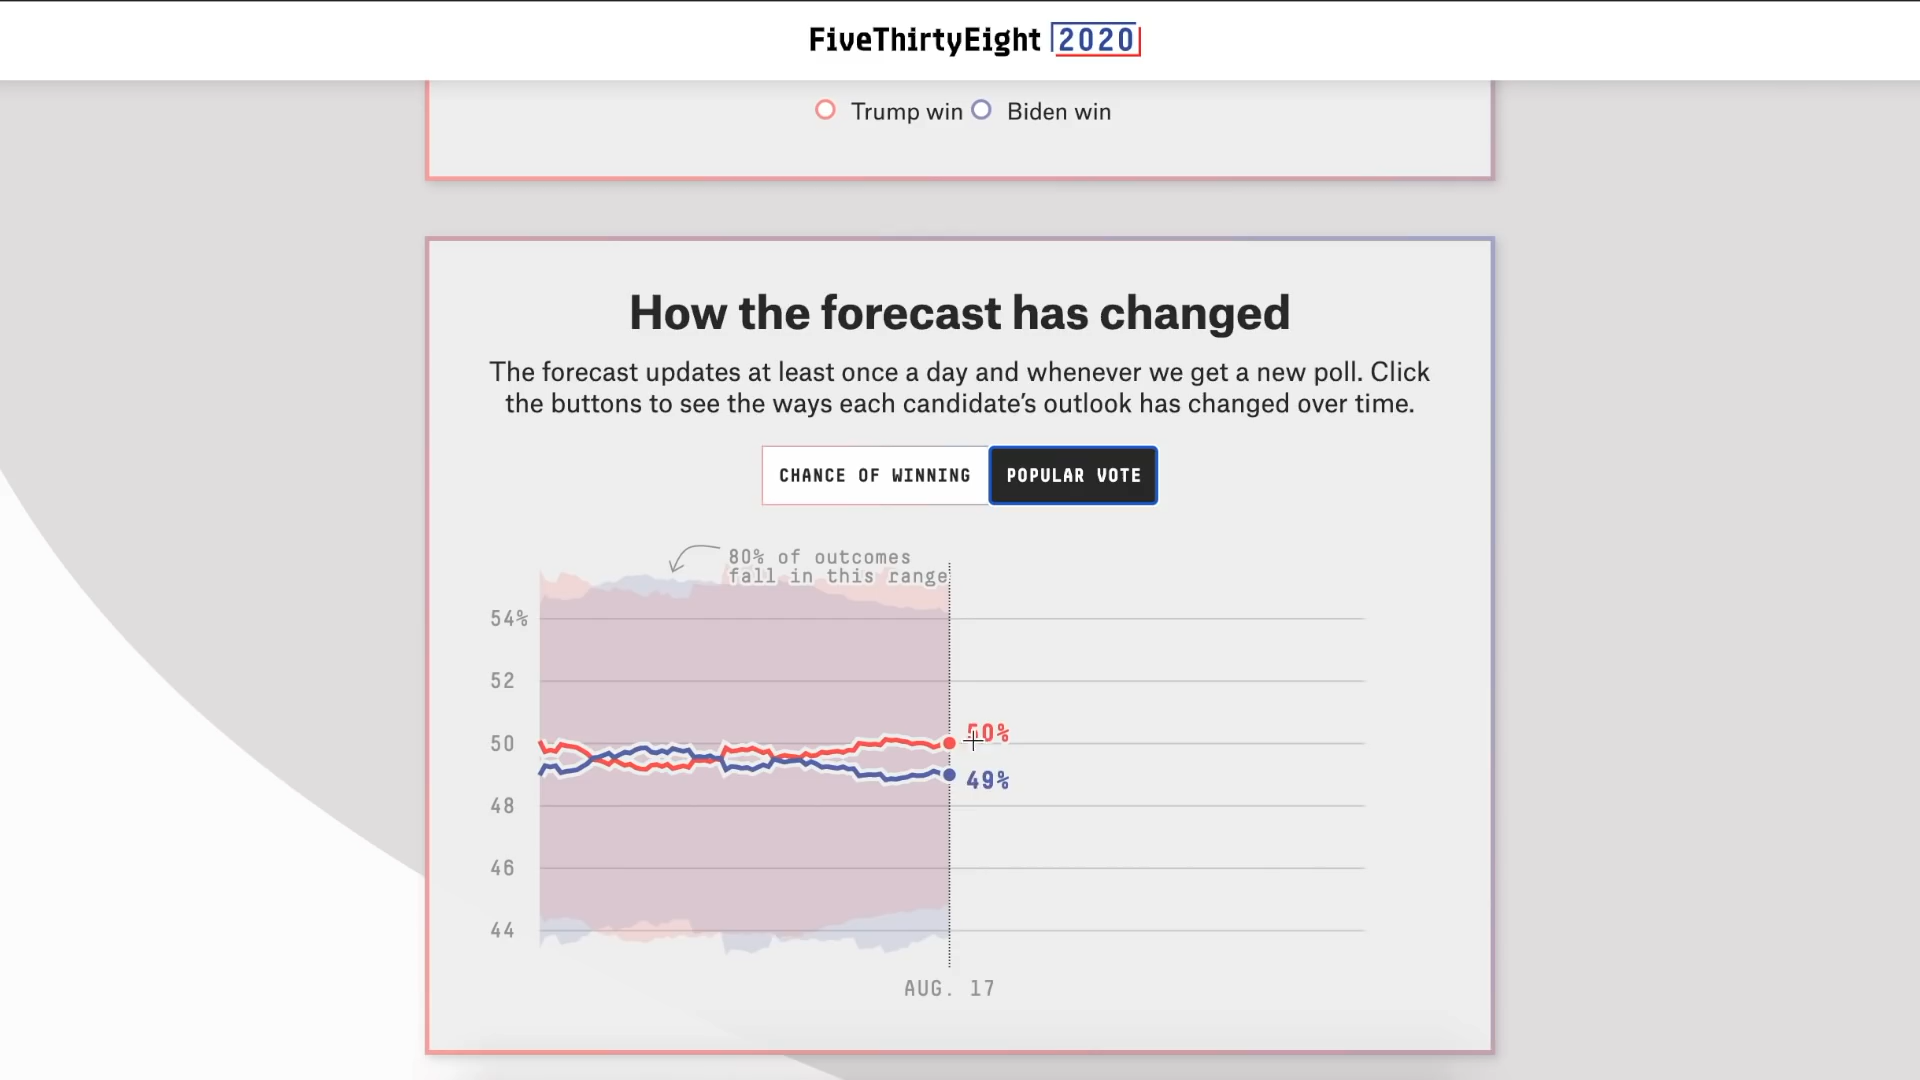 FiveThirtyEight 2020
Trump win Biden win
How the forecast has changed
The forecast updates at least once a day and whenever we get a new poll. Click
the buttons to see the ways each candidate’s outlook has changed over time.
CHANCE OF WINNING POPULAR VOTE
80% of outcomes
fall in this range
54%
52
50
50%
49%
48
46
44
AUG. 17